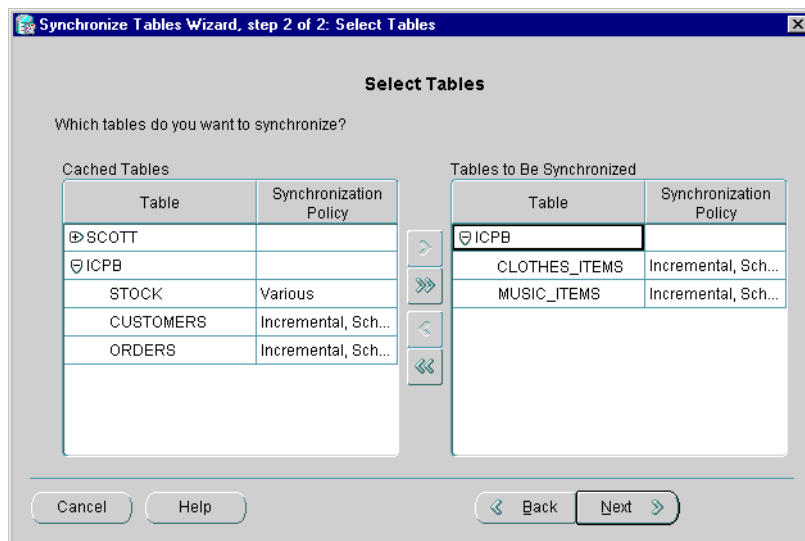 Synchronize Tables Wizard, step 2 of 2: Select Tables
Select Tables
Which tables do you want to synchronize?
Cached Tables
Table
Synchronization
Policy
SCOTT
ICPB
STOCK Various
CUSTOMERS Incremental, Sch...
ORDERS Incremental, Sch...
Tables to Be Synchronized
Table
Synchronization
Policy
ICPB
CLOTHES_ITEMS Incremental, Sch...
MUSIC_ITEMS Incremental, Sch...
Cancel
Help
Back
Next